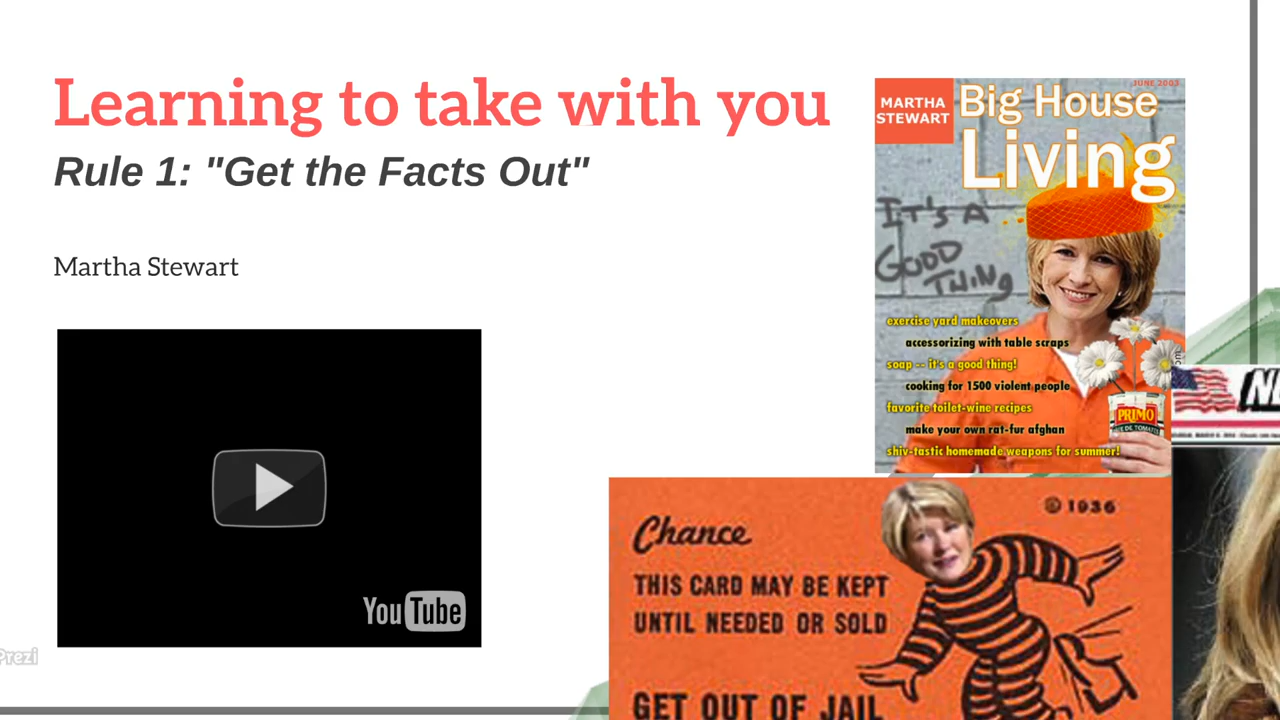 Learning to take with you
Rule 1: "Get the Facts Out"
Martha Stewart
YouTube
Prezi
JUNE 2003
MARTHA
STEWART
Big House
Living
IT'S A
GOOD
THING
exercise yard makeovers
accessorizing with table scraps
soap -- it's a good thing!
cooking for 1500 violent people
favorite toilet-wine recipes
make your own rat-fur afghan
shiv-tastic homemade weapons for summer!
PRIMO
Chance
© 1936
THIS CARD MAY BE KEPT
UNTIL NEEDED OR SOLD
GET OUT OF JAIL